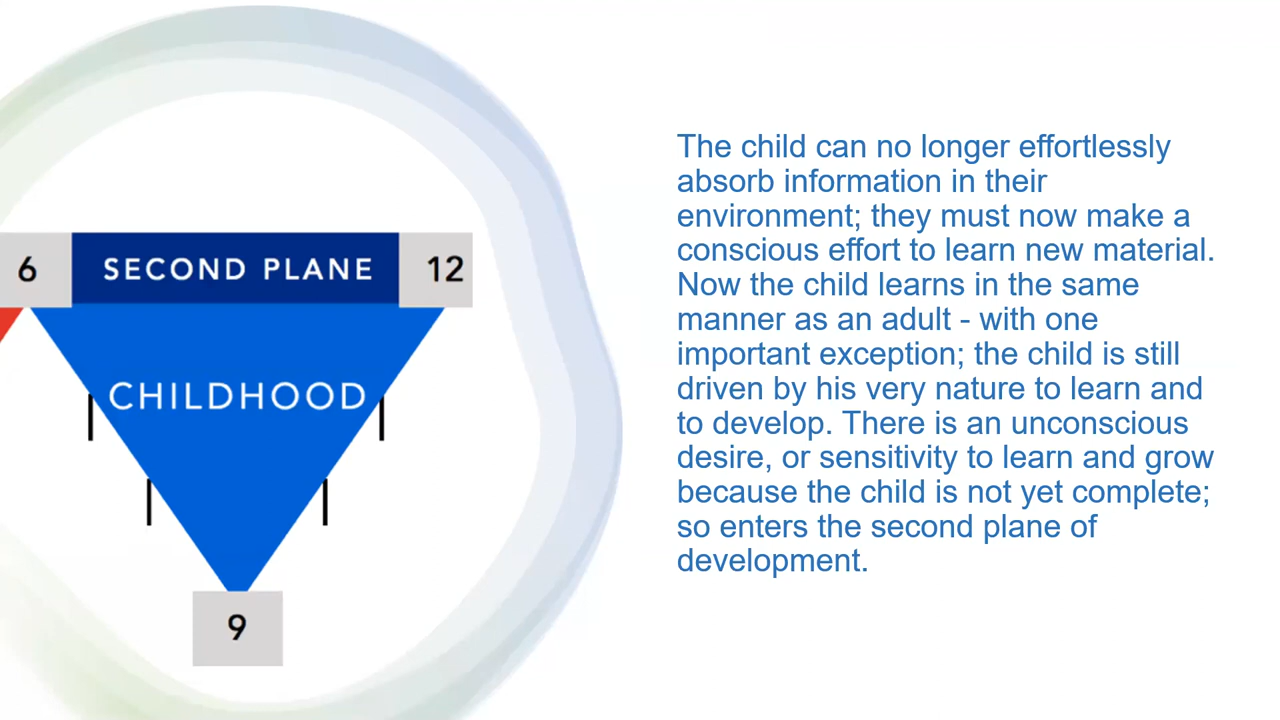 6 SECOND PLANE 12
CHILDHOOD
9
The child can no longer effortlessly
absorb information in their
environment; they must now make a
conscious effort to learn new material.
Now the child learns in the same
manner as an adult - with one
important exception; the child is still
driven by his very nature to learn and
to develop. There is an unconscious
desire, or sensitivity to learn and grow
because the child is not yet complete;
so enters the second plane of
development.